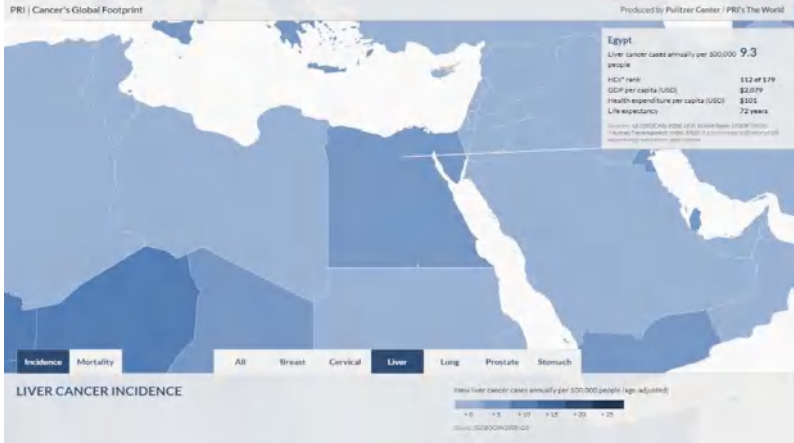 PRI | Cancer's Global Footprint
Produced by Pulitzer Center / PRI's The World
Egypt
Liver cancer cases annually per 100,000 people 9.3
HDI* rank 112 of 179
GDP per capita (USD) $2,079
Health expenditure per capita (USD) $101
Life expectancy 72 years
Incidence Mortality All Breast Cervical Liver Lung Prostate Stomach
LIVER CANCER INCIDENCE
New liver cancer cases annually per 100,000 people (age-adjusted)
> 0 > 5 > 10 > 15 > 20 > 25